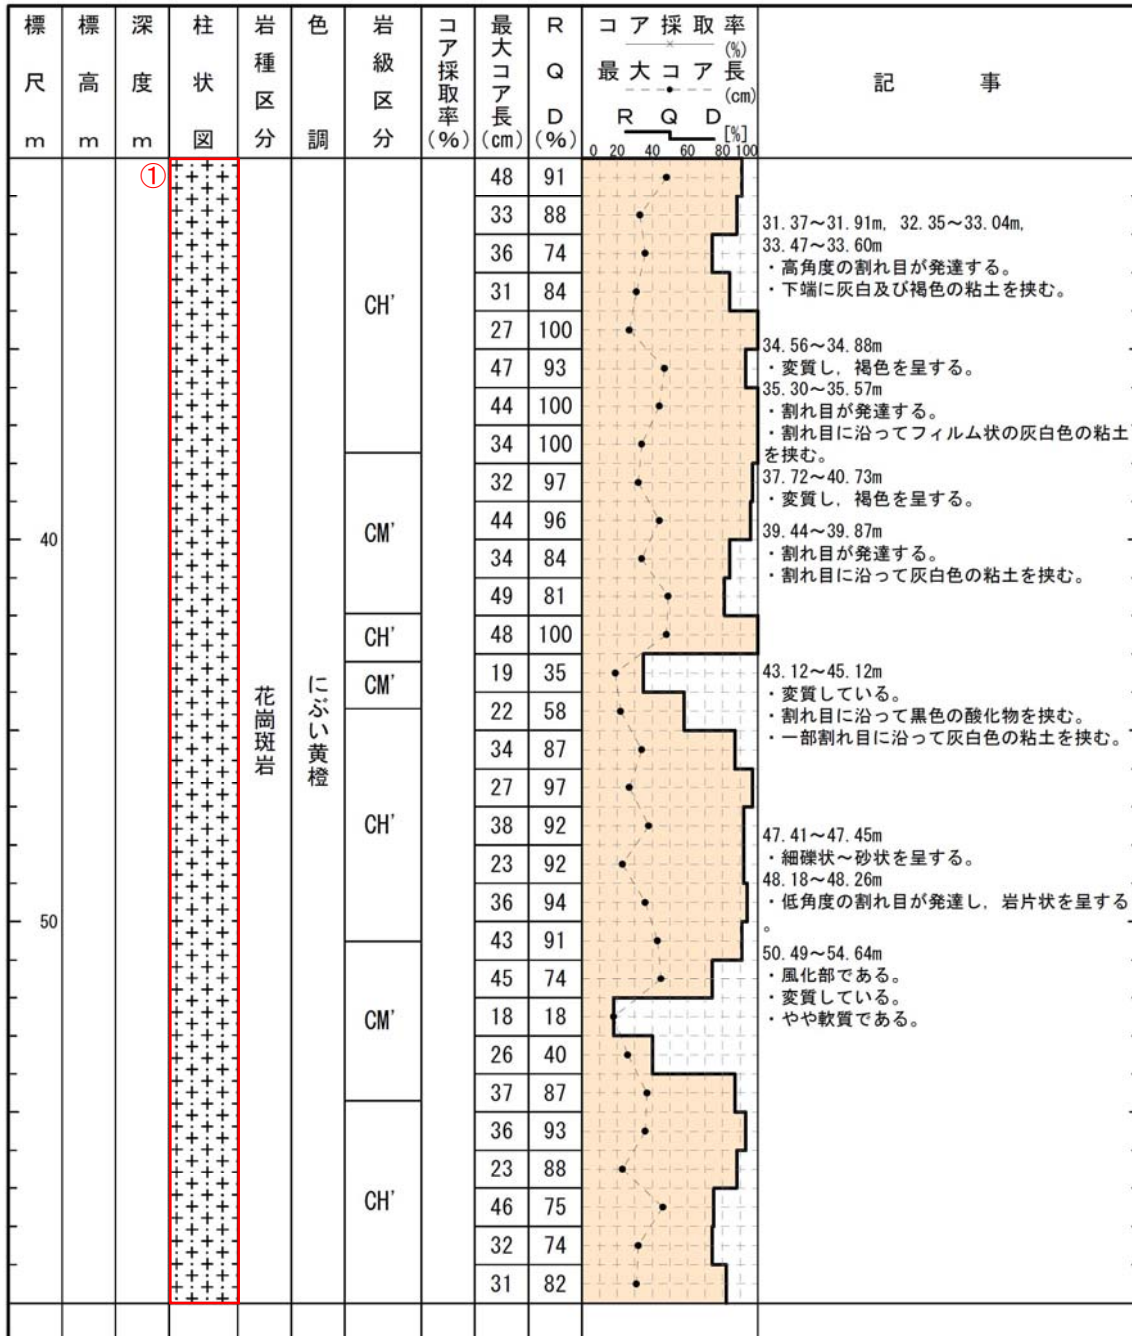 標尺 m
標高 m
深度 m
柱状図
岩種区分
色調
岩級区分
コア採取率(%)
最大コア長(cm)
RQD(%)
コア採取率
(%)
最大コア長
(cm)
R Q D
[%]
0 20 40 60 80 100
記事
①
40
50
花崗斑岩
にぶい黄橙
CH'
CM'
CH'
CM'
CH'
CM'
CH'
48 91
33 88
36 74
31 84
27 100
47 93
44 100
34 100
32 97
44 96
34 84
49 81
48 100
19 35
22 58
34 87
27 97
38 92
23 92
36 94
43 91
45 74
18 18
26 40
37 87
36 93
23 88
46 75
32 74
31 82
31.37～31.91m, 32.35～33.04m,
33.47～33.60m
・高角度の割れ目が発達する。
・下端に灰白及び褐色の粘土を挟む。
34.56～34.88m
・変質し, 褐色を呈する。
35.30～35.57m
・割れ目が発達する。
・割れ目に沿ってフィルム状の灰白色の粘土
を挟む。
37.72～40.73m
・変質し, 褐色を呈する。
39.44～39.87m
・割れ目が発達する。
・割れ目に沿って灰白色の粘土を挟む。
43.12～45.12m
・変質している。
・割れ目に沿って黒色の酸化物を挟む。
・一部割れ目に沿って灰白色の粘土を挟む。
47.41～47.45m
・細礫状～砂状を呈する。
48.18～48.26m
・低角度の割れ目が発達し, 岩片状を呈する
。
50.49～54.64m
・風化部である。
・変質している。
・やや軟質である。